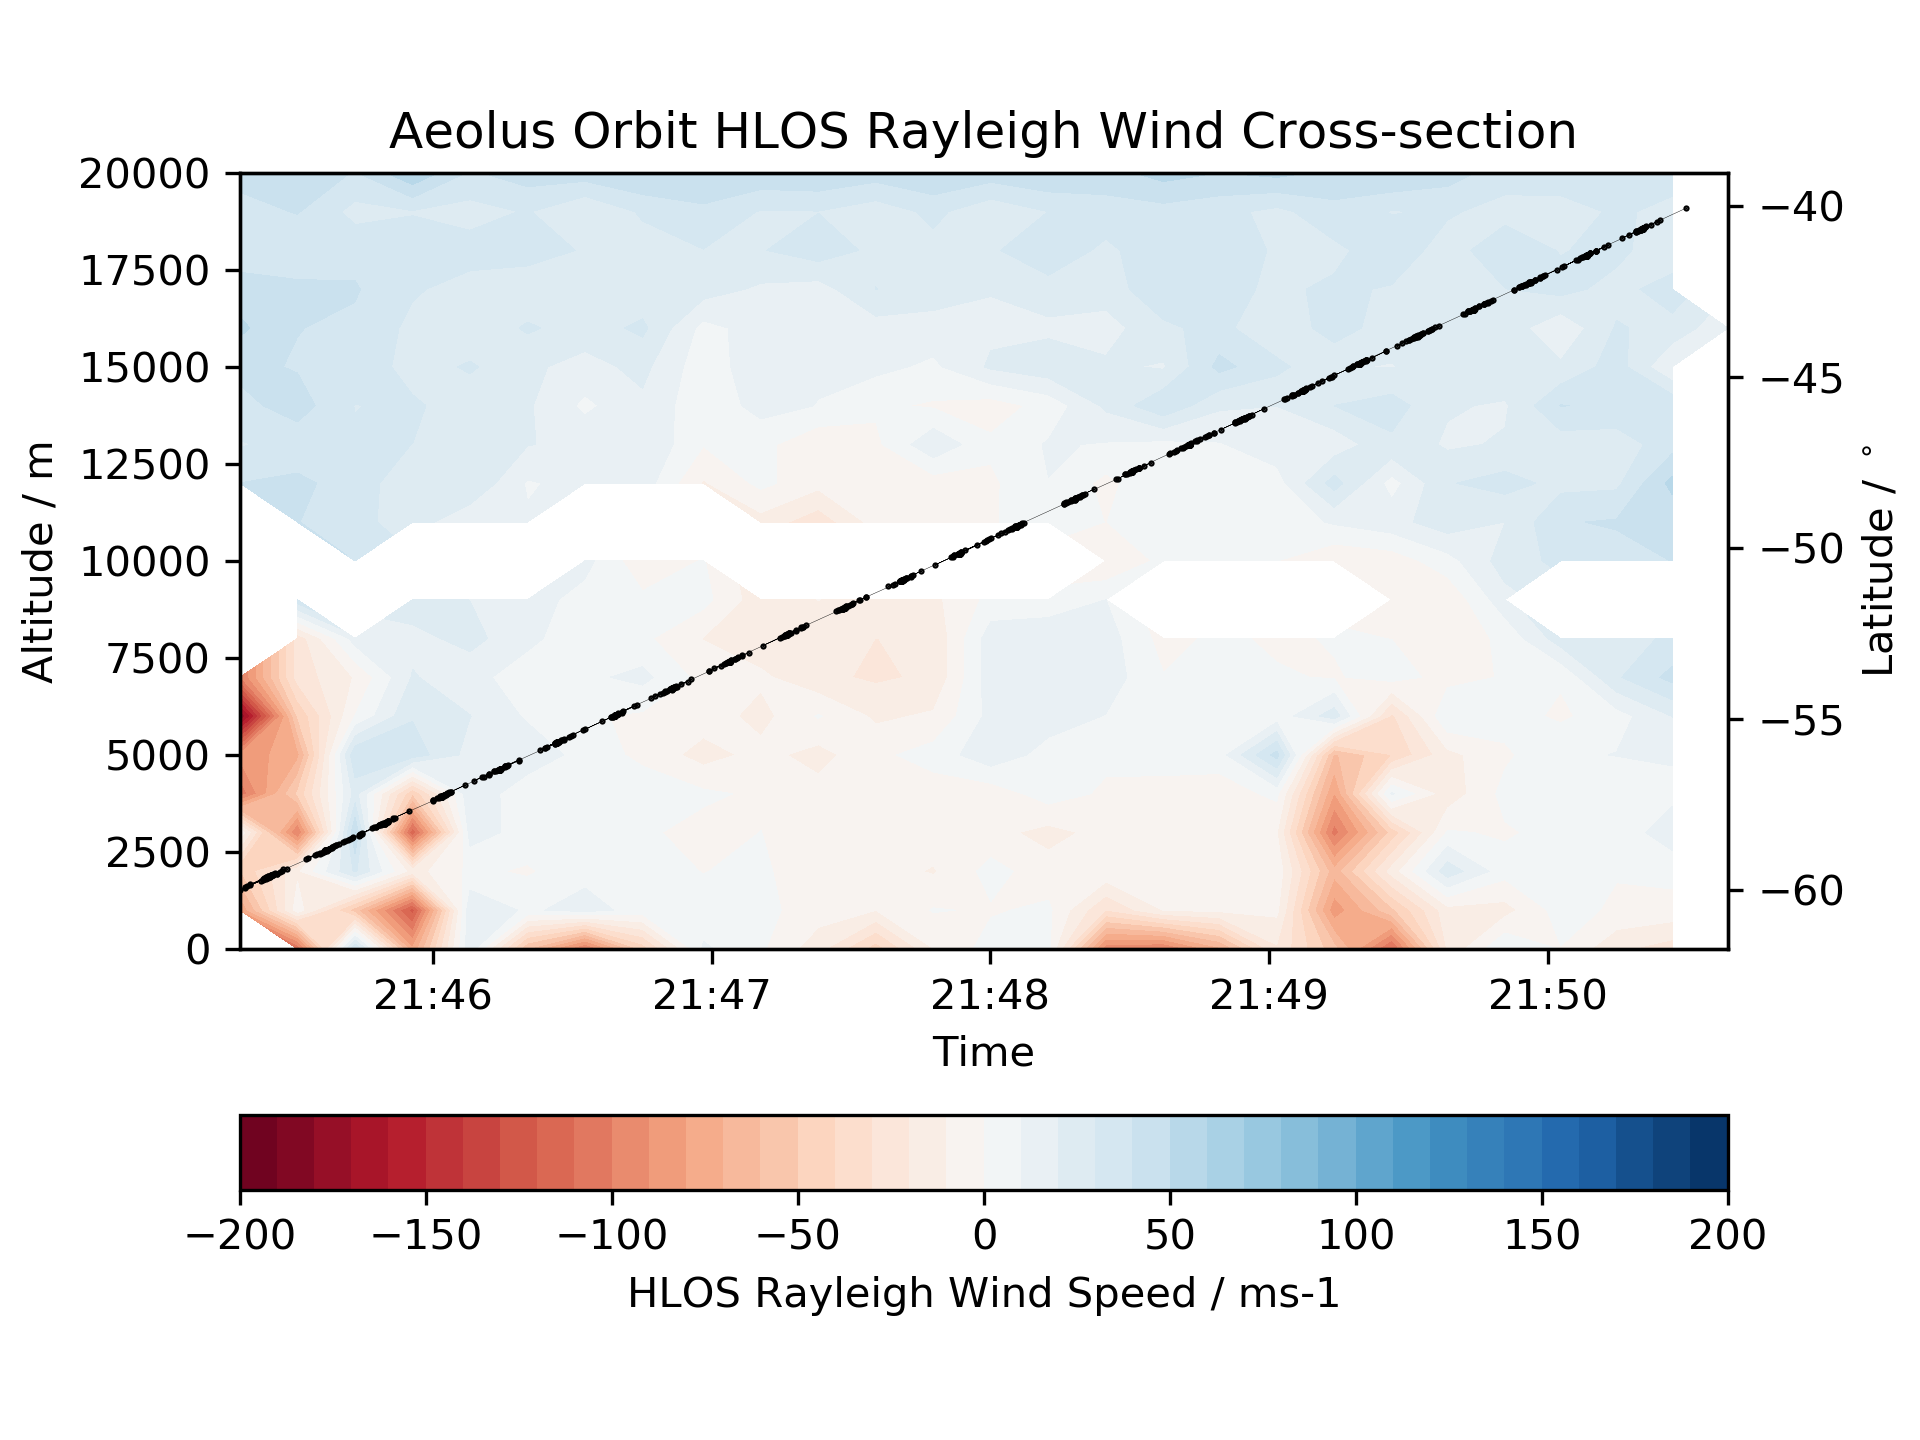 Aeolus Orbit HLOS Rayleigh Wind Cross-section
20000
17500
15000
12500
10000
7500
5000
2500
0
Altitude / m
−40
−45
−50
−55
−60
Latitude / °
21:46 21:47 21:48 21:49 21:50
Time
−200 −150 −100 −50 0 50 100 150 200
HLOS Rayleigh Wind Speed / ms-1